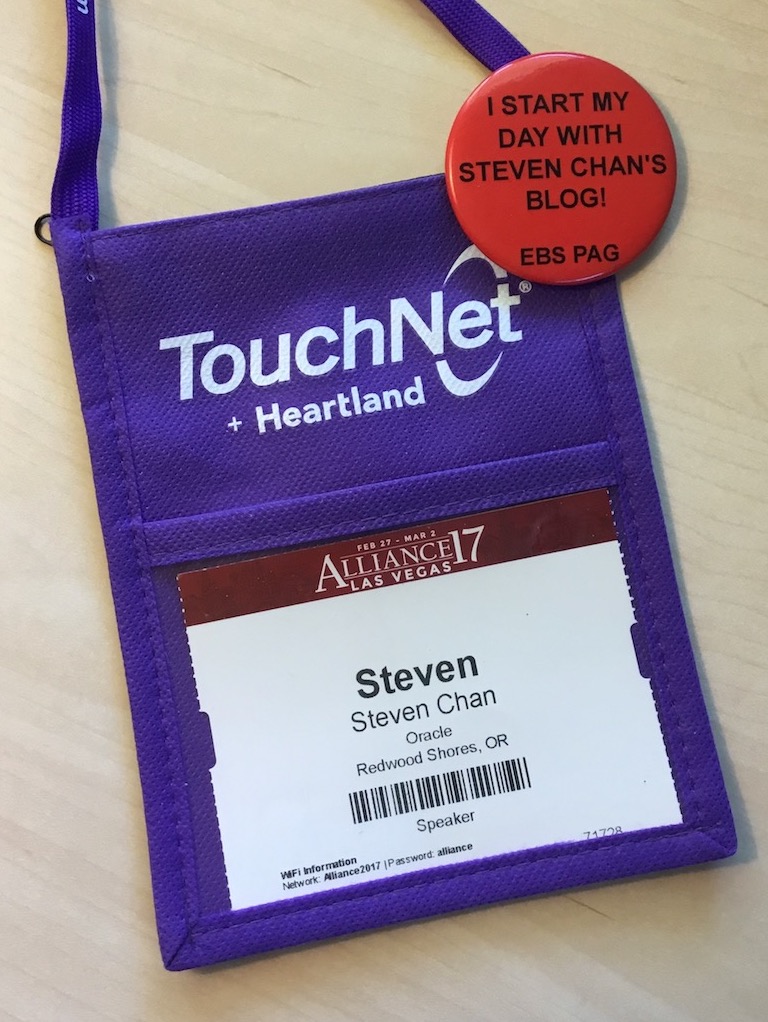 I START MY
DAY WITH
STEVEN CHAN'S
BLOG!
EBS PAG
TouchNet®
+ Heartland
FEB 27 - MAR 2
ALLIANCE17
LAS VEGAS
Steven
Steven Chan
Oracle
Redwood Shores, OR
Speaker
71728
WiFi Information
Network: Alliance2017 | Password: alliance